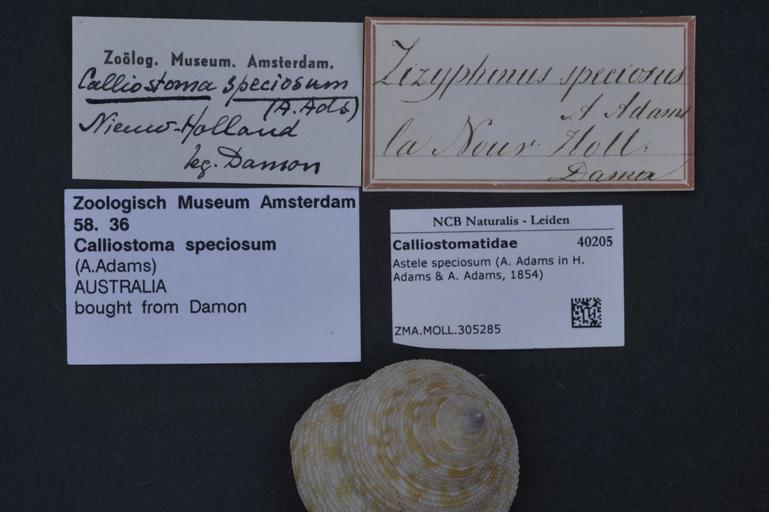 Zoölog. Museum. Amsterdam.
Calliostoma speciosum
(A. Ads)
Nieuw-Holland
leg. Damon
Zizyphinus speciosus
A Adams
la Nouv. Holl.
Damon
Zoologisch Museum Amsterdam
58. 36
Calliostoma speciosum
(A.Adams)
AUSTRALIA
bought from Damon
NCB Naturalis - Leiden
Calliostomatidae 40205
Astele speciosum (A. Adams in H.
Adams & A. Adams, 1854)
ZMA.MOLL.305285